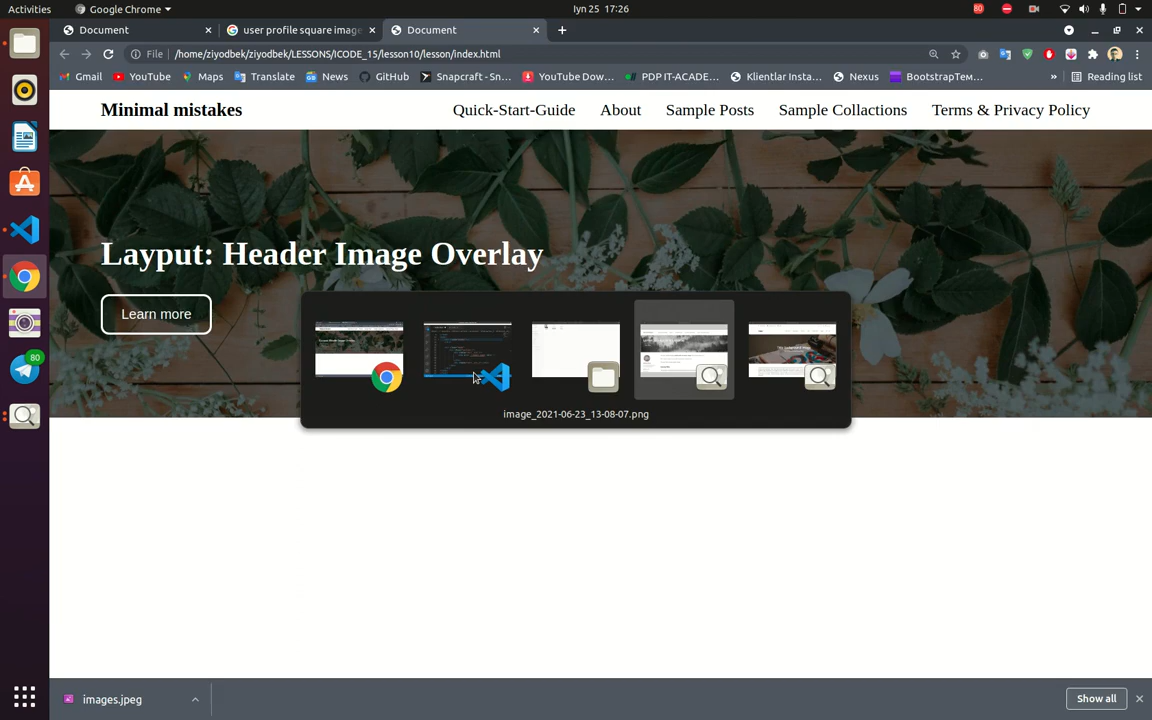 Activities
Google Chrome
Iyn 25 17:26
80
Document
user profile square image
Document
File
/home/ziyodbek/ziyodbek/LESSONS/ICODE_15/lesson10/lesson/index.html
Gmail
YouTube
Maps
Translate
News
GitHub
Snapcraft - Sn...
YouTube Dow...
PDP IT-ACADE...
Klientlar Insta...
Nexus
BootstrapТем...
»
Reading list
Minimal mistakes
Quick-Start-Guide
About
Sample Posts
Sample Collactions
Terms & Privacy Policy
Layput: Header Image Overlay
Learn more
image_2021-06-23_13-08-07.png
80
images.jpeg
Show all